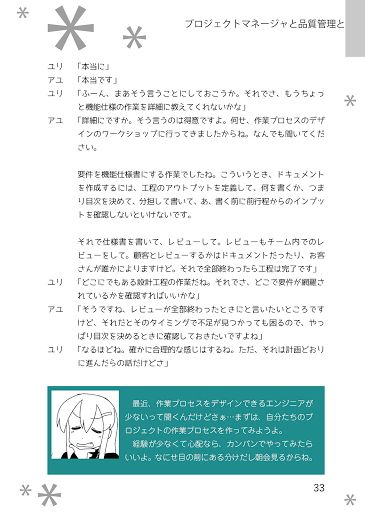 プロジェクトマネージャと品質管理と
ユリ 「本当に」
アユ 「本当です」
ユリ 「ふーん、まあそう言うことにしておこうか。それでさ、もうちょっ
と機能仕様の作業を詳細に教えてくれないかな」
アユ 「詳細にですか。そう言うのは得意ですよ。何せ、作業プロセスのデザ
インのワークショップに行ってきましたからね。なんでも聞いてくだ
さい。
要件を機能仕様書にする作業でしたね。こういうとき、ドキュメント
を作成するには、工程のアウトプットを定義して、何を書くか、つま
り目次を決めて、分担して書いて、あ、書く前に前行程からのインプッ
トを確認しないといけないです。
それで仕様書を書いて、レビューして。レビューもチーム内でのレ
ビューをして。顧客とレビューするかはドキュメントだったり、お客
さんが誰かによりますけど。それで全部終わったら工程は完了です」
ユリ 「どこにでもある設計工程の作業だね。それでさ、どこで要件が網羅さ
れているかを確認すればいいかな」
アユ 「そうですね、レビューが全部終わったときにと言いたいところです
けど、それだとそのタイミングで不足が見つかっても困るので、やっ
ぱり目次を決めるときに確認しておきたいですよね」
ユリ 「なるほどね。確かに合理的な感じはするね。ただ、それは計画どおり
に進んだらの話だけどさ」
最近、作業プロセスをデザインできるエンジニアが
少ないって聞くんだけどさぁ…まずは、自分たちのプ
ロジェクトの作業プロセスを作ってみようよ。
経験が少なくて心配なら、カンバンでやってみたら
いいよ。なにせ目の前にある分けだし朝会見るからね。
33